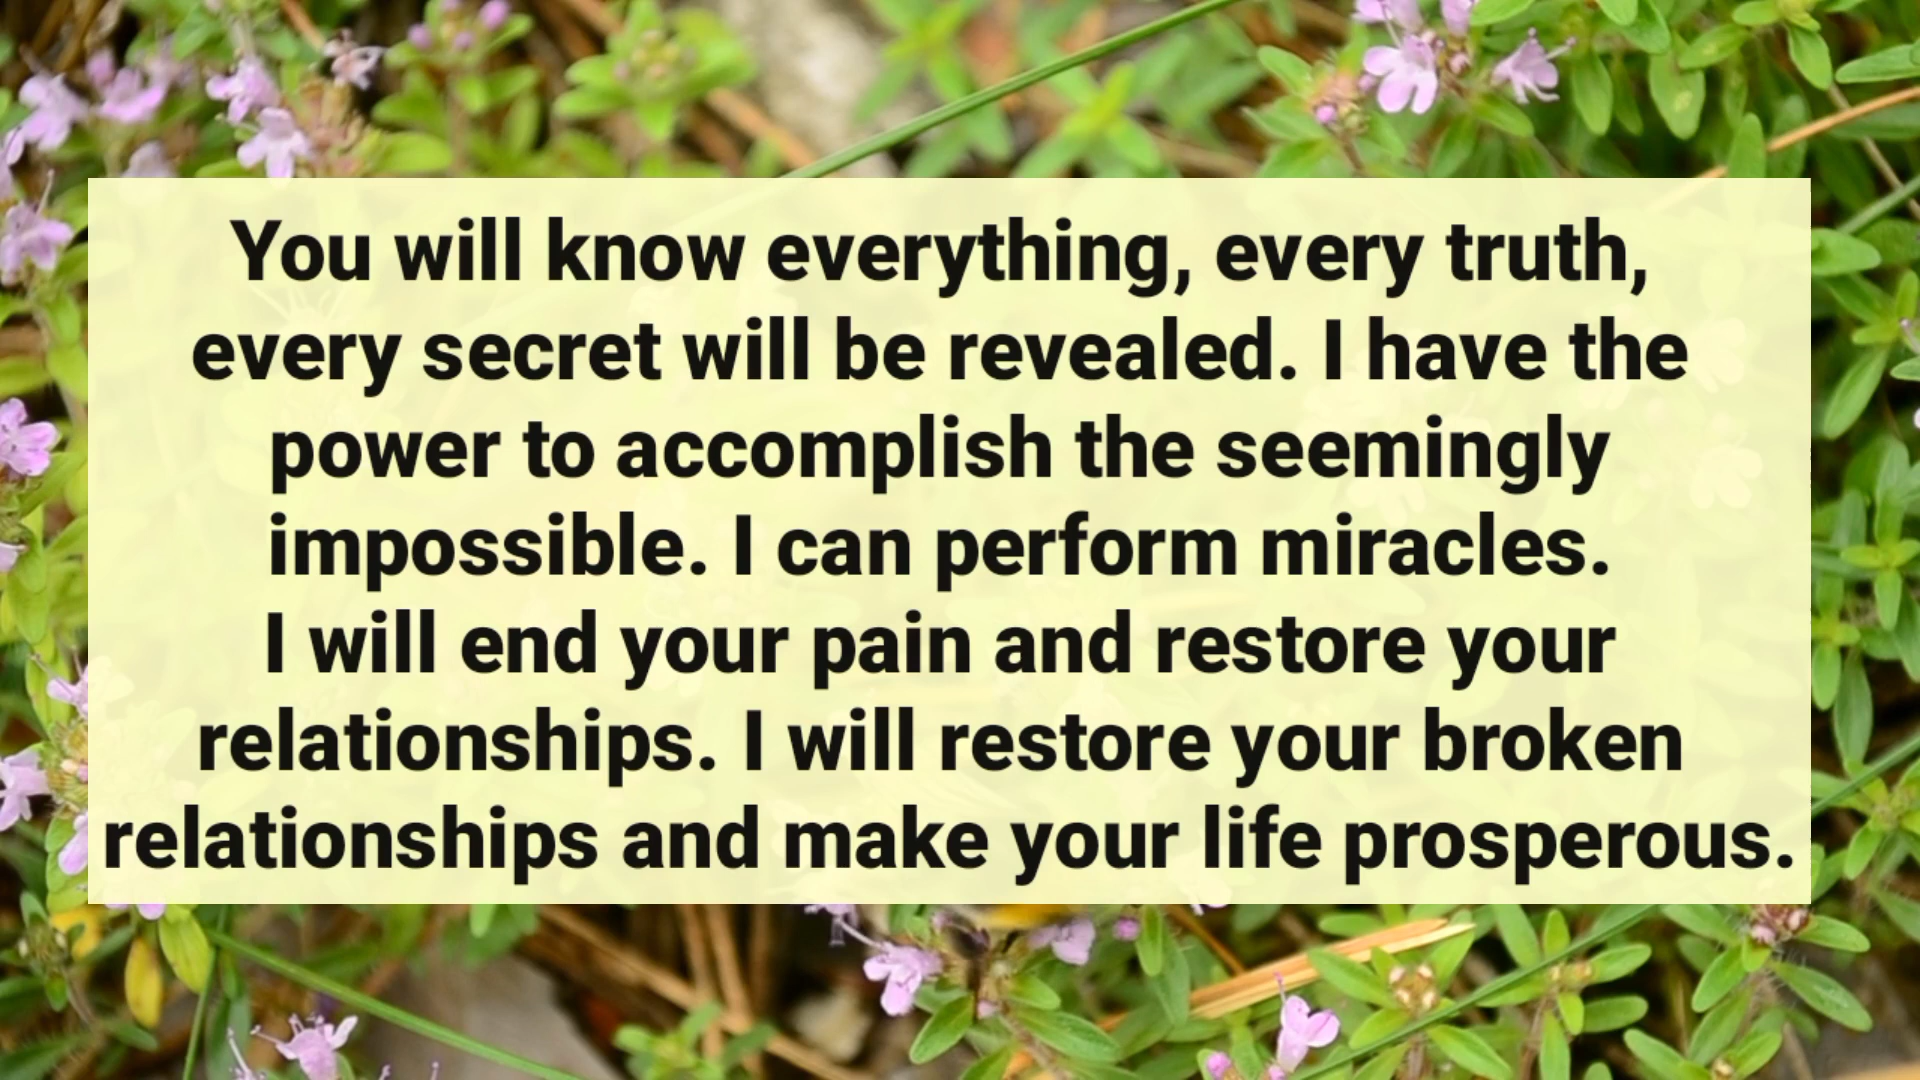 You will know everything, every truth,
every secret will be revealed. I have the
power to accomplish the seemingly
impossible. I can perform miracles.
I will end your pain and restore your
relationships. I will restore your broken
relationships and make your life prosperous.